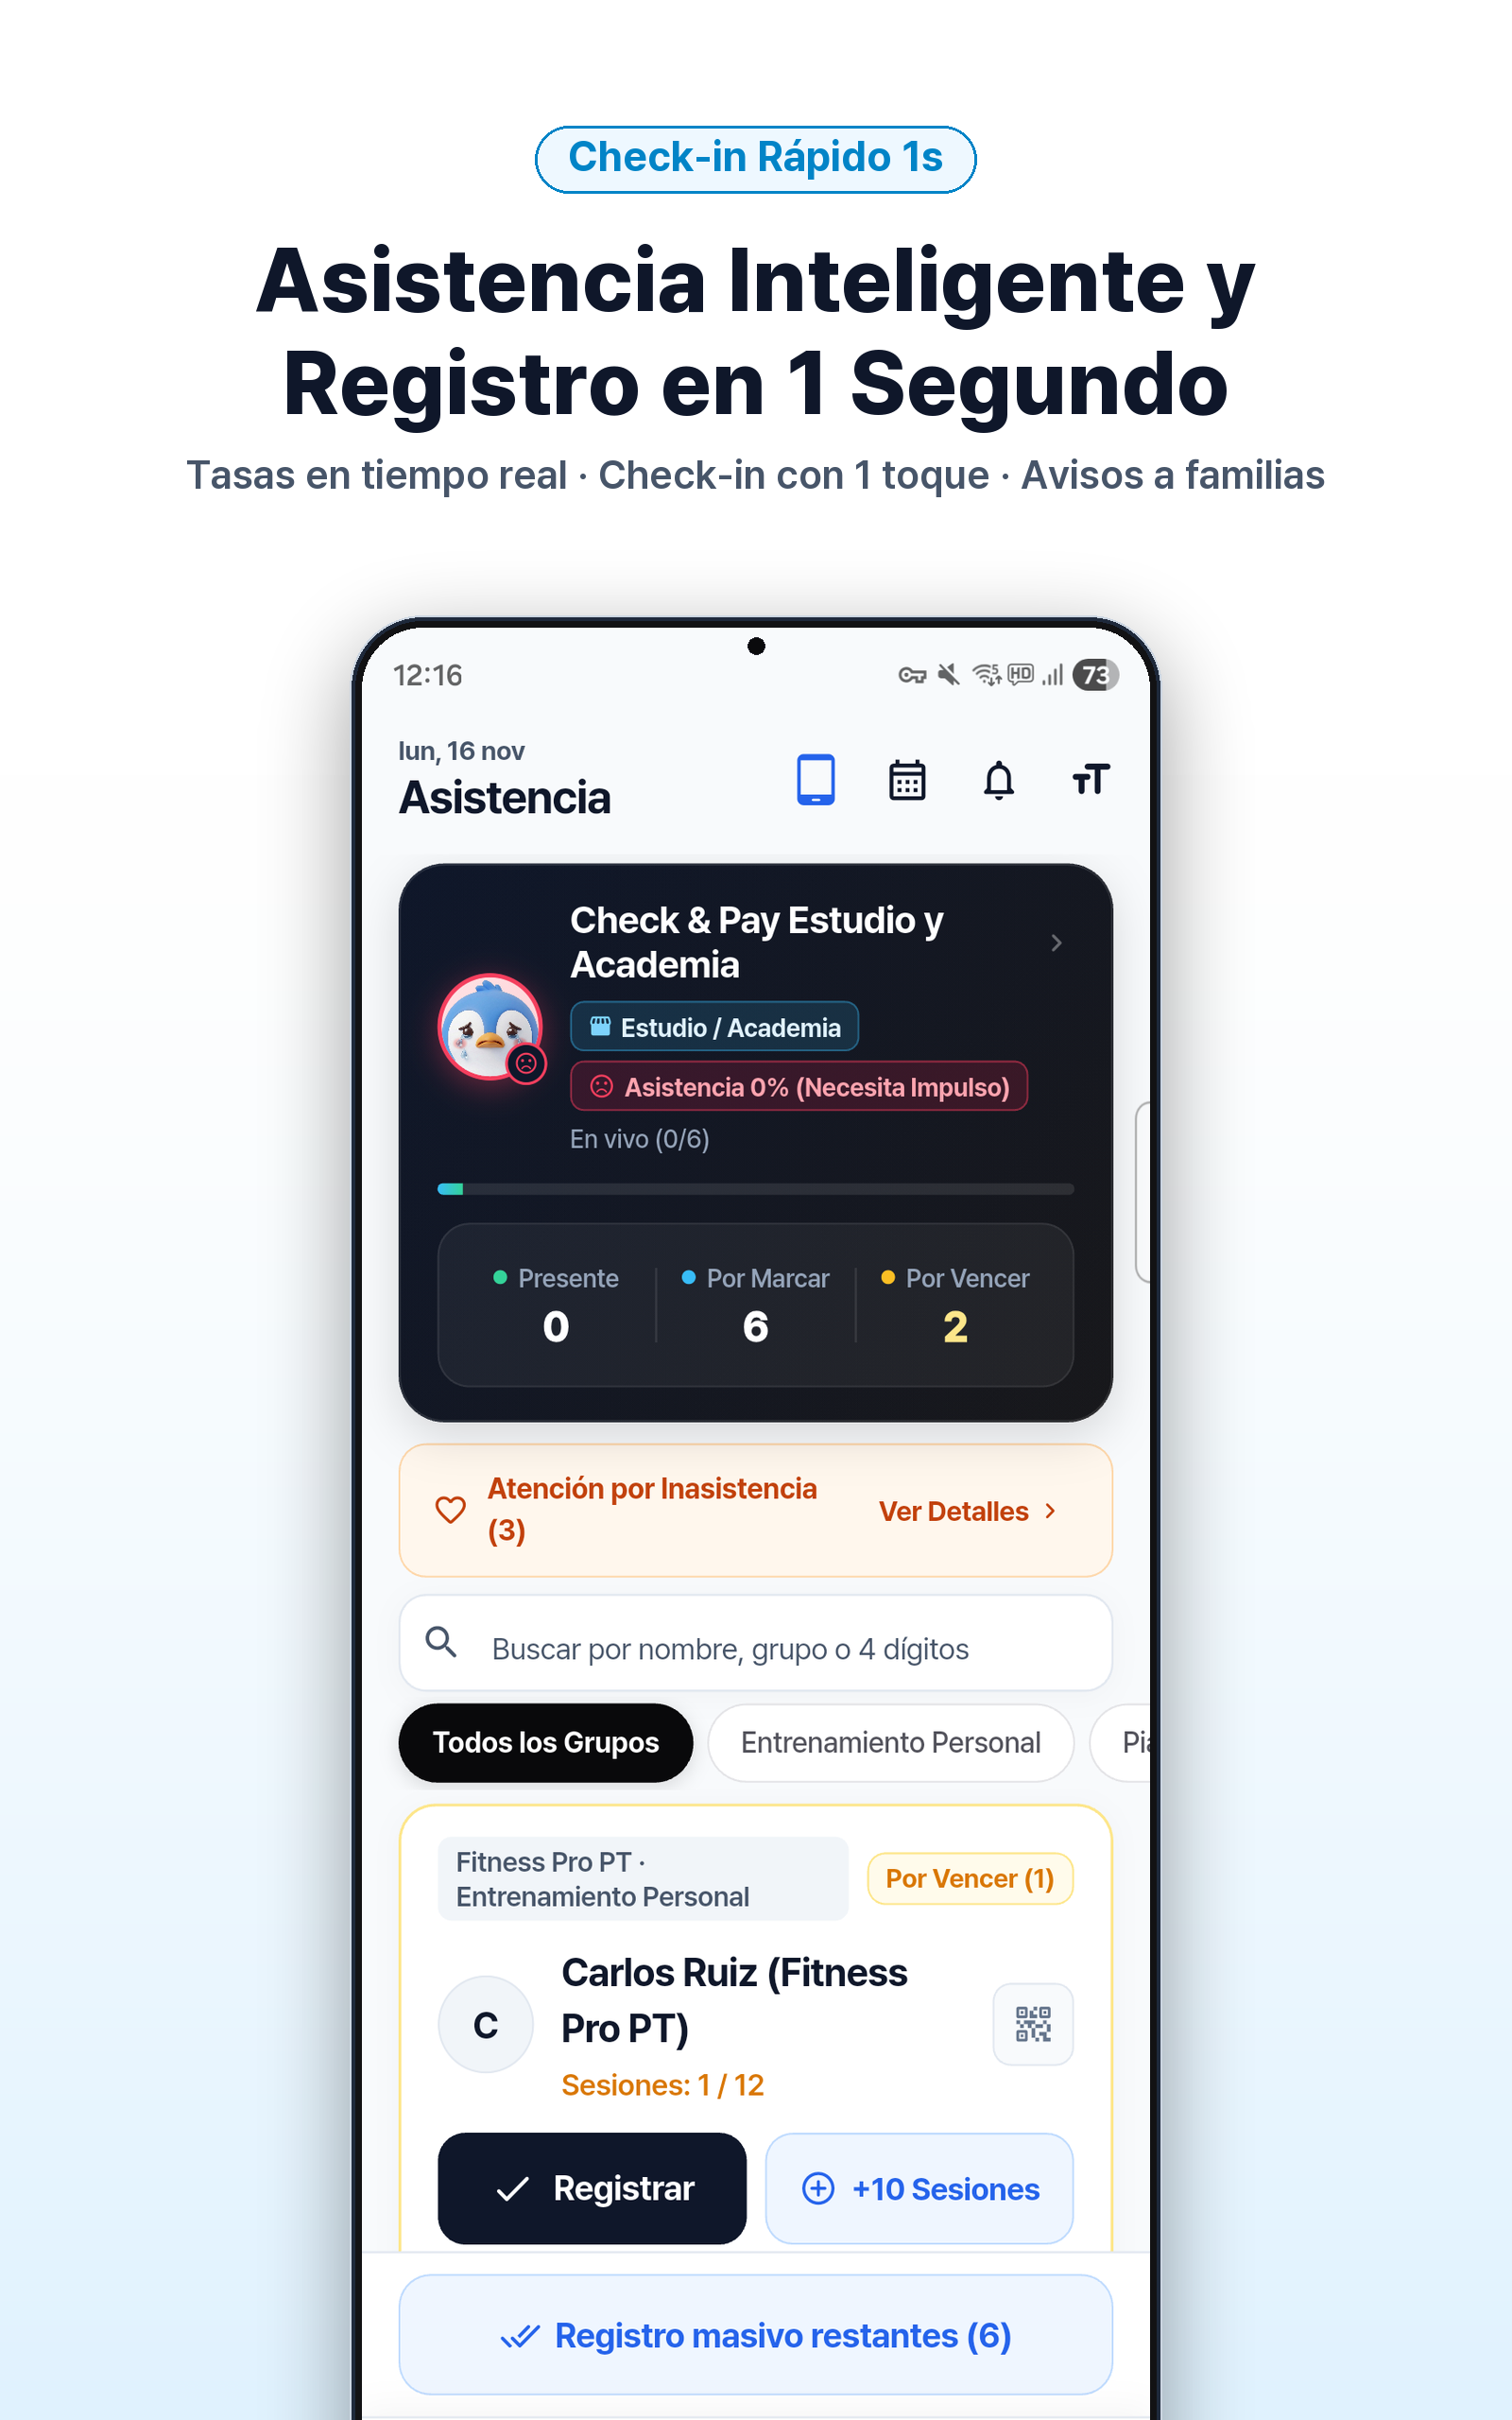 Check-in Rápido 1s
Asistencia Inteligente y
Registro en 1 Segundo
Tasas en tiempo real · Check-in con 1 toque · Avisos a familias
12:16
5
HD
73
lun, 16 nov
Asistencia
Check & Pay Estudio y
Academia
Estudio / Academia
Asistencia 0% (Necesita Impulso)
En vivo (0/6)
Presente
Por Marcar
Por Vencer
0
6
2
Atención por Inasistencia
(3)
Ver Detalles
Buscar por nombre, grupo o 4 dígitos
Todos los Grupos
Entrenamiento Personal
Fitness Pro PT ·
Entrenamiento Personal
Por Vencer (1)
C
Carlos Ruiz (Fitness
Pro PT)
Sesiones: 1 / 12
Registrar
+10 Sesiones
Registro masivo restantes (6)